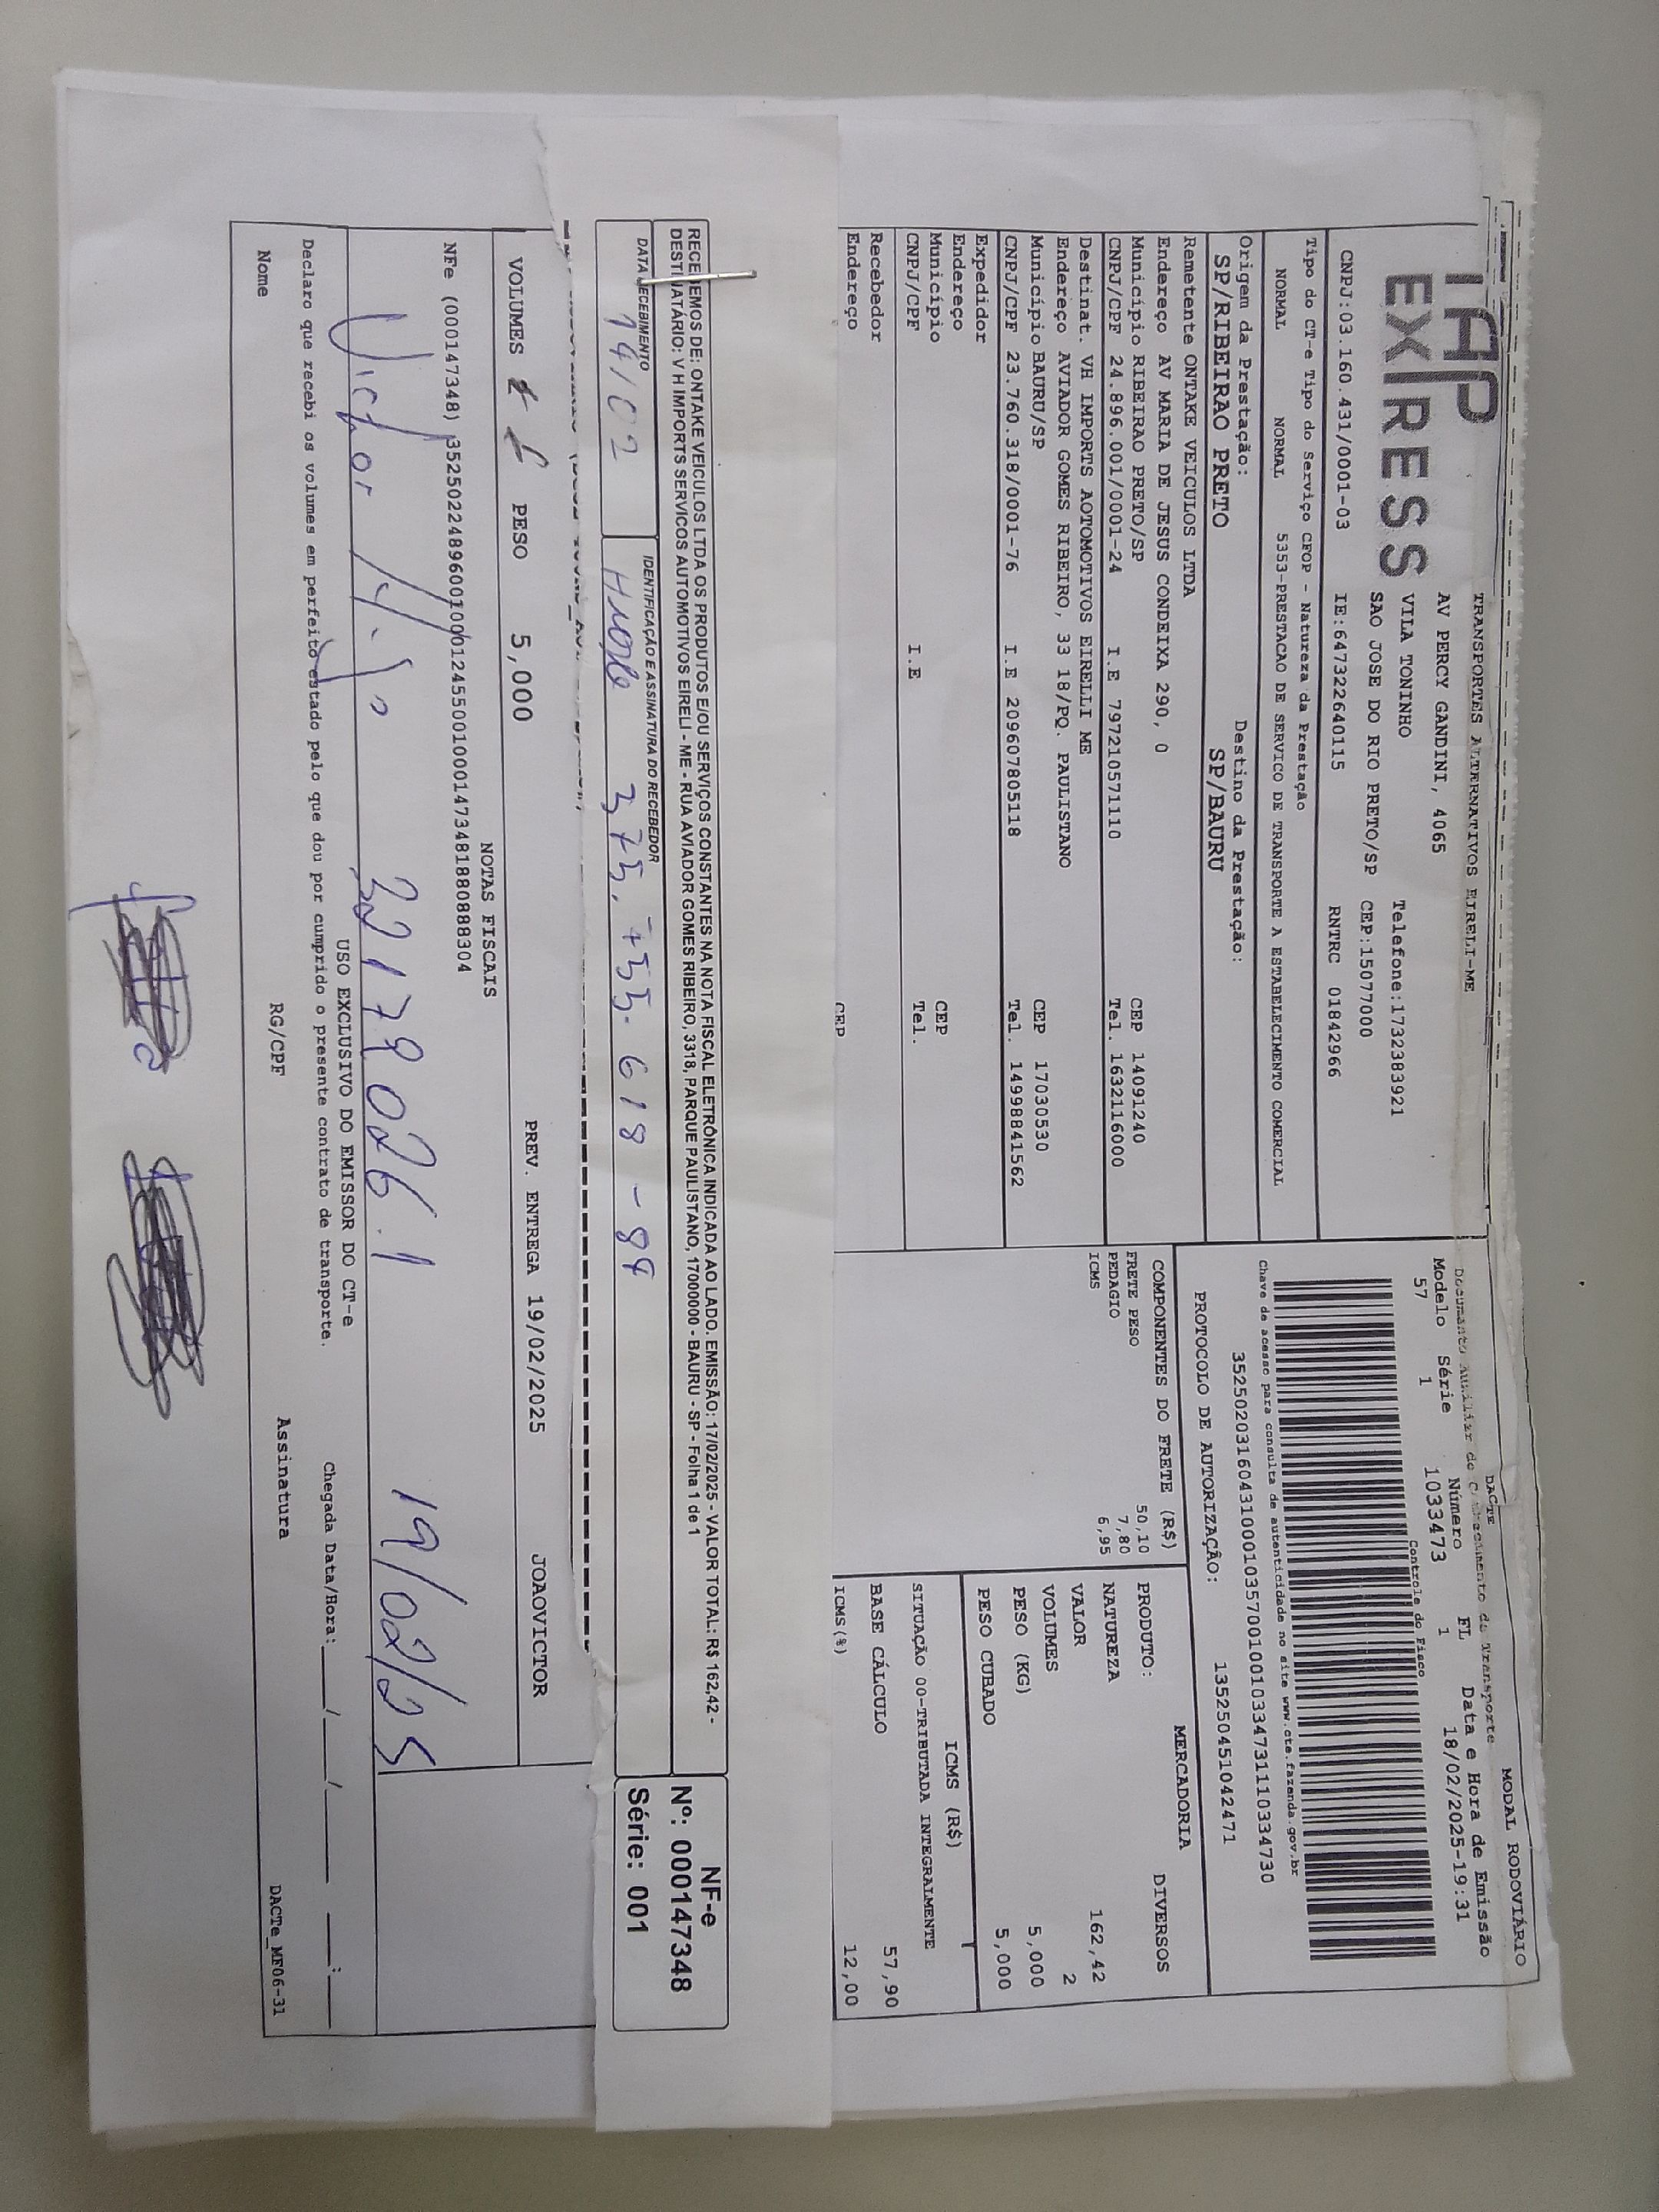 MODAL RODOVIÁRIO
DACTE
Documento Auxiliar de Conhecimento de Transporte
TAP
EXPRESS
TRANSPORTES ALTERNATIVOS EIRELI-ME
AV PERCY GANDINI, 4065
VILA TONINHO Telefone:1732383921
SAO JOSE DO RIO PRETO/SP CEP:15077000
CNPJ:03.160.431/0001-03 IE:647322640115 RNTRC 01842966
Modelo Série Número FL Data e Hora de Emissão
57 1 1033473 1 18/02/2025-19:31
Controle do Fisco
Tipo do CT-e Tipo do Serviço CFOP - Natureza da Prestação
NORMAL NORMAL 5353-PRESTACAO DE SERVICO DE TRANSPORTE A ESTABELECIMENTO COMERCIAL
Chave de acesso para consulta de autenticidade no site www.cte.fazenda.gov.br
35250203160431000103570010010334731110334730
PROTOCOLO DE AUTORIZAÇÃO: 135250451042471
Origem da Prestação: Destino da Prestação:
SP/RIBEIRAO PRETO SP/BAURU
Remetente ONTAKE VEICULOS LTDA
Endereço AV MARIA DE JESUS CONDEIXA 290, 0
Município RIBEIRAO PRETO/SP CEP 14091240
CNPJ/CPF 24.896.001/0001-24 I.E 797210571110 Tel. 1632116000
Destinat. VH IMPORTS AOTOMOTIVOS EIRELLI ME
Endereço AVIADOR GOMES RIBEIRO, 33 18/PQ. PAULISTANO
Município BAURU/SP CEP 17030530
CNPJ/CPF 23.760.318/0001-76 I.E 209607805118 Tel. 14998841562
Expedidor
Endereço
Município CEP
CNPJ/CPF I.E Tel.
Recebedor
Endereço CEP
COMPONENTES DO FRETE (R$)
FRETE PESO 50,10
PEDAGIO 7,80
ICMS 6,95
MERCADORIA
PRODUTO: DIVERSOS
NATUREZA
VALOR 162,42
VOLUMES 2
PESO (KG) 5,000
PESO CUBADO 5,000
ICMS (R$)
SITUAÇÃO 00-TRIBUTADA INTEGRALMENTE
BASE CÁLCULO 57,90
ICMS(%) 12,00
RECEBEMOS DE: ONTAKE VEICULOS LTDA OS PRODUTOS E/OU SERVIÇOS CONSTANTES NA NOTA FISCAL ELETRÔNICA INDICADA AO LADO. EMISSÃO: 17/02/2025 - VALOR TOTAL: R$ 162,42 -
DESTINATÁRIO: V H IMPORTS SERVICOS AUTOMOTIVOS EIRELI - ME - RUA AVIADOR GOMES RIBEIRO, 3318, PARQUE PAULISTANO, 1700000 - BAURU - SP - Folha 1 de 1
DATA RECEBIMENTO IDENTIFICAÇÃO E ASSINATURA DO RECEBEDOR
NF-e
Nº: 000147348
Série: 001
VOLUMES PESO 5,000 PREV. ENTREGA 19/02/2025 JOAOVICTOR
NOTAS FISCAIS
NFe (000147348) 35250224896001000124550010001473481880888304
Victor 19/02/25
USO EXCLUSIVO DO EMISSOR DO CT-e
Declaro que recebi os volumes em perfeito estado pelo que dou por cumprido o presente contrato de transporte. Chegada Data/Hora:___/___/_____ ___:___
Nome RG/CPF Assinatura DACTe_MF06-31